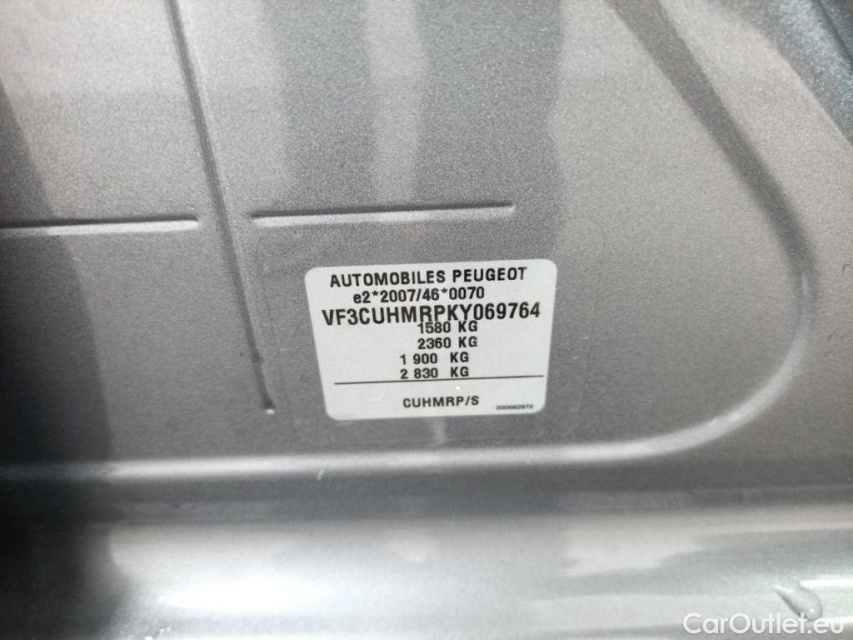 AUTOMOBILES PEUGEOT
e2*2007/46*0070
VF3CUHMRPKY069764
1580 KG
2360 KG
1 900 KG
2 830 KG
CUHMRP/S
CarOutlet.eu